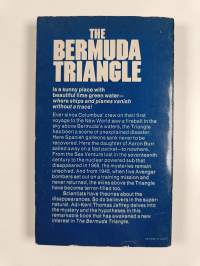 THE
BERMUDA
TRIANGLE
is a sunny place with
beautiful lime-green water—
where ships and planes vanish
without a trace!
Ever since Columbus' crew on their first
voyage to the New World saw a fireball in the
sky above Bermuda's waters, the Triangle
has been a scene of unexplained disaster.
Here Spanish galleons sank never to be
recovered. Here the daughter of Aaron Burr
sailed away on a fast packet—to nowhere.
From the Sea Venture lost in the seventeenth
century to the nuclear powered sub that
disappeared in 1968, the mysteries remain
unsolved. And from 1945, when five Avenger
bombers set out on a training mission and
never returned, the skies above the Triangle
have become terror-filled too.
Scientists have theories about the
disappearances. So do believers in the super-
natural. Adi-Kent Thomas Jeffrey delves into
the mystery and the hypotheses in this
remarkable book that has awakened a new
interest in The Bermuda Triangle.